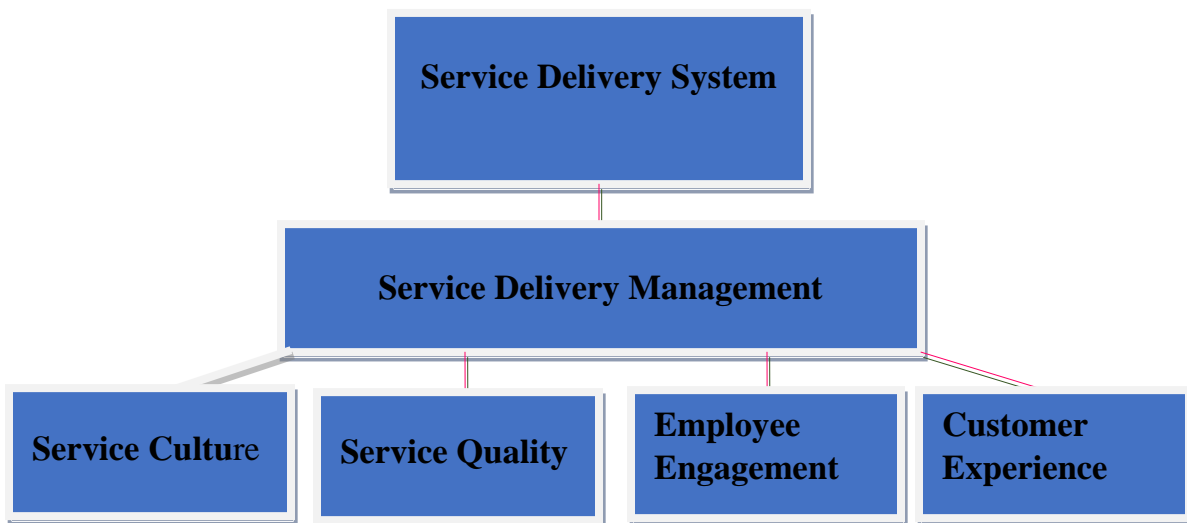 Service Delivery System
Service Delivery Management
Service Culture
Service Quality
Employee
Engagement
Customer
Experience